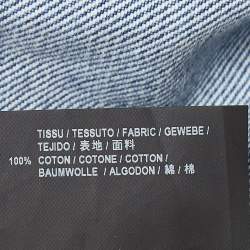 TISSU / TESSUTO / FABRIC / GEWEBE /
TEJIDO / 表地 / 面料
100% COTON / COTONE / COTTON /
BAUMWOLLE / ALGODON / 綿 / 棉